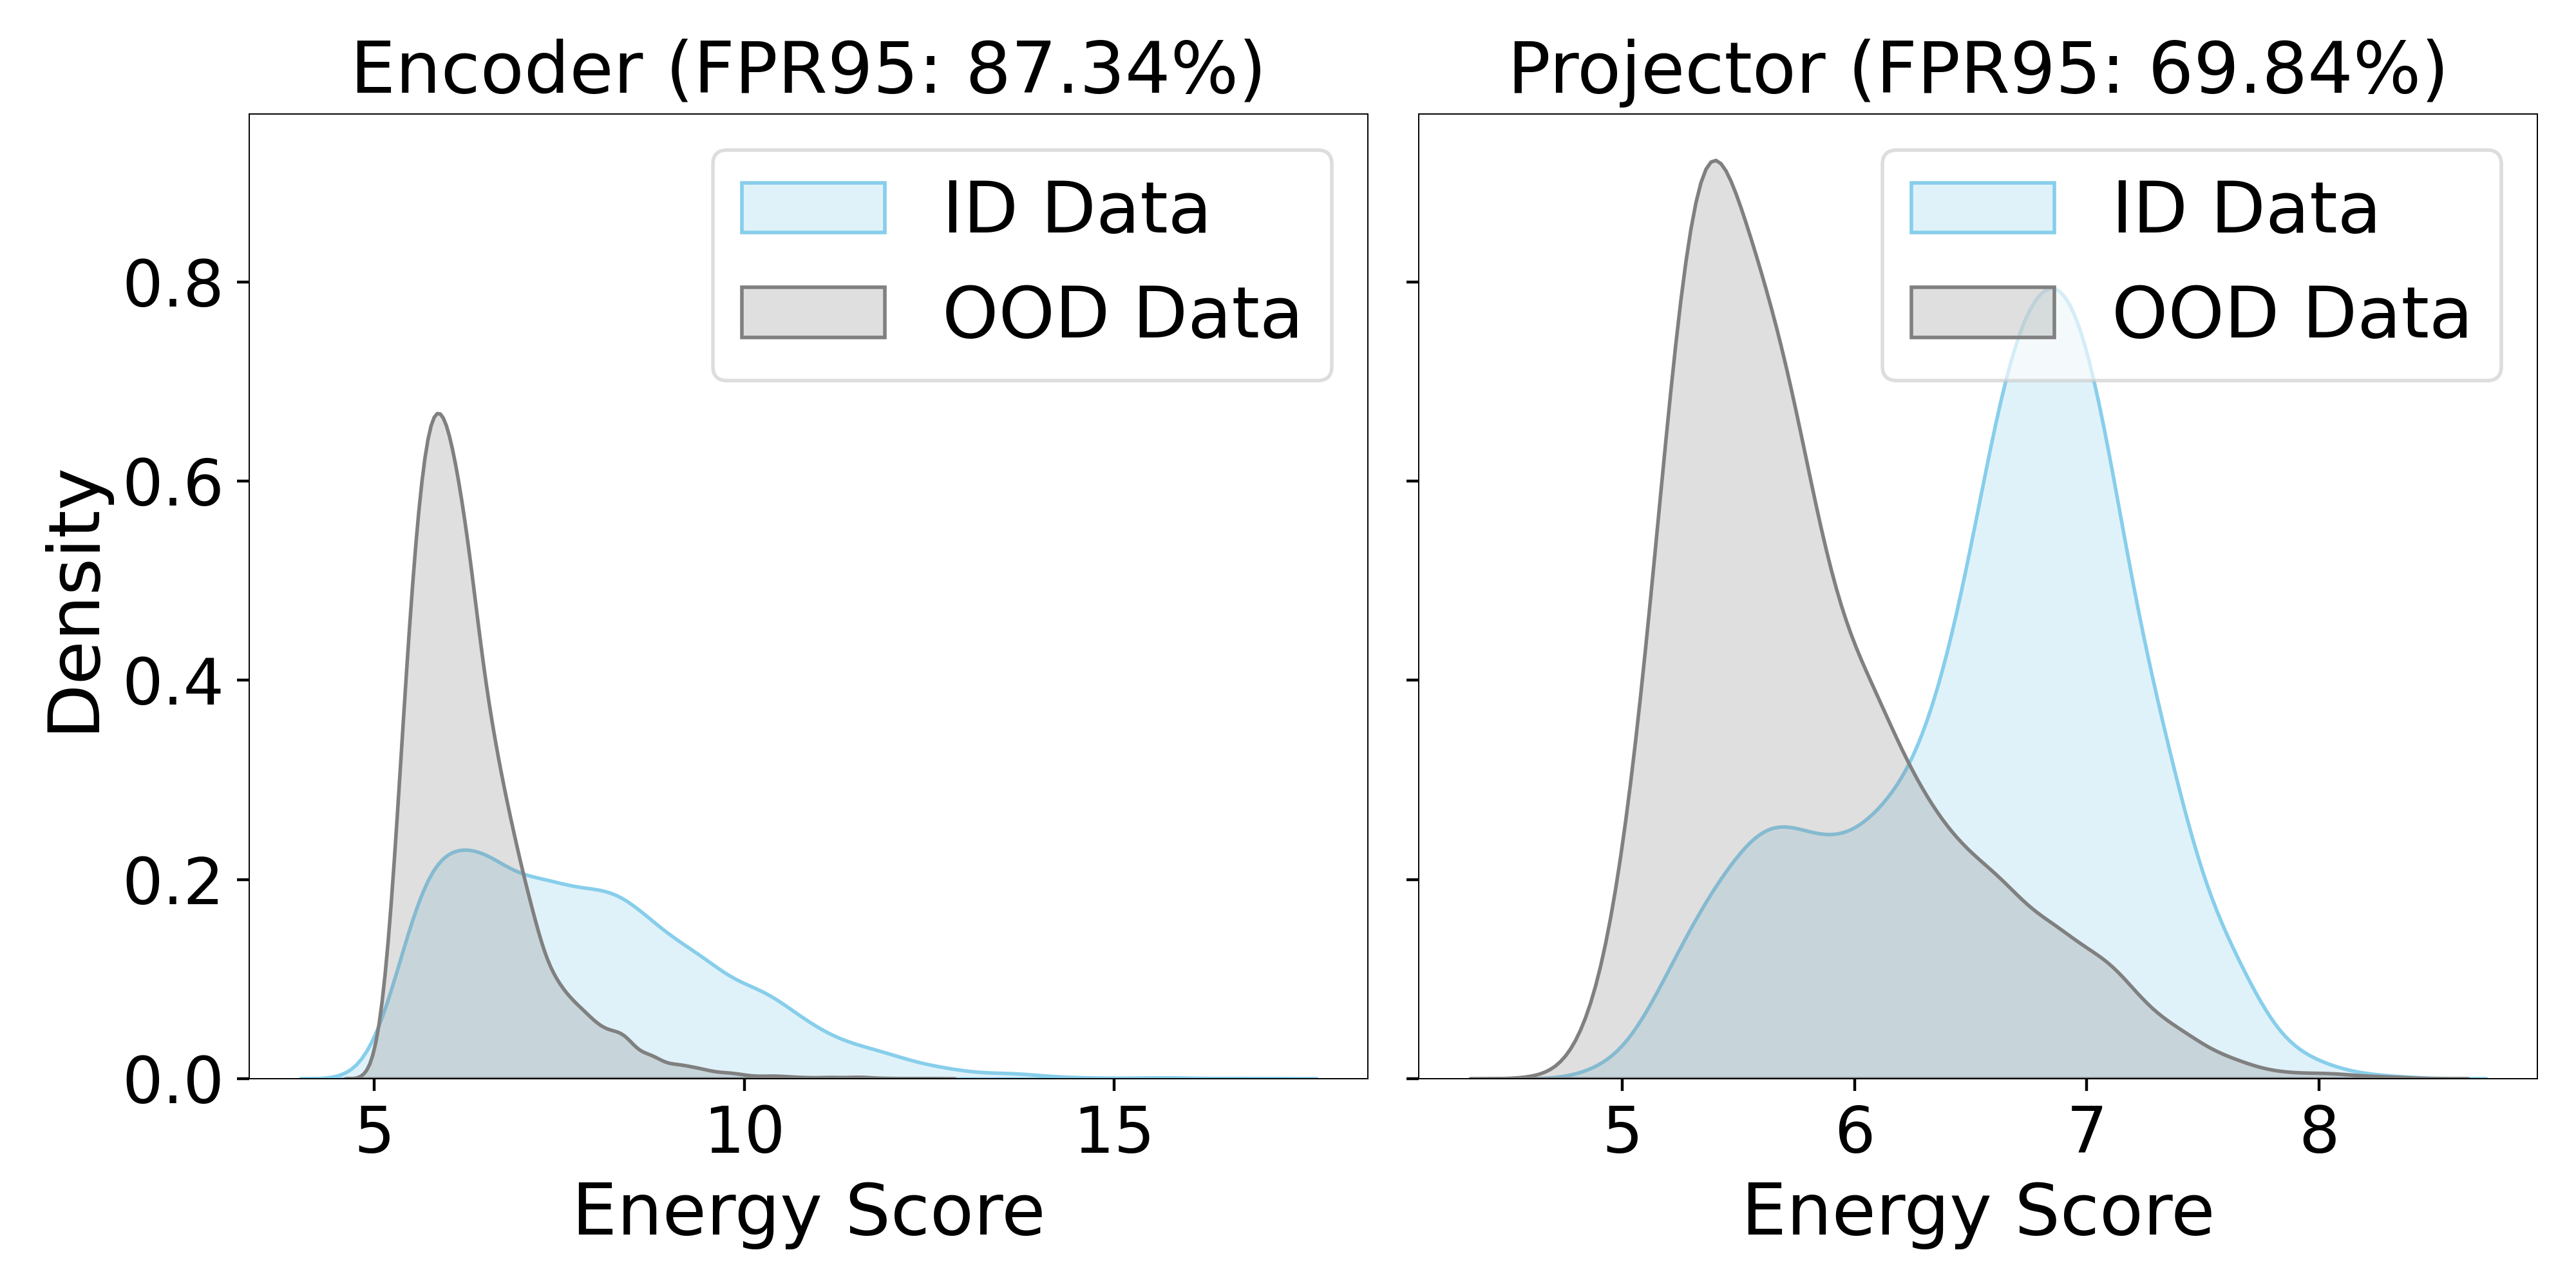 Encoder (FPR95: 87.34%)
ID Data
OOD Data
Density
0.8
0.6
0.4
0.2
0.0
5
10
15
Energy Score
Projector (FPR95: 69.84%)
ID Data
OOD Data
5
6
7
8
Energy Score